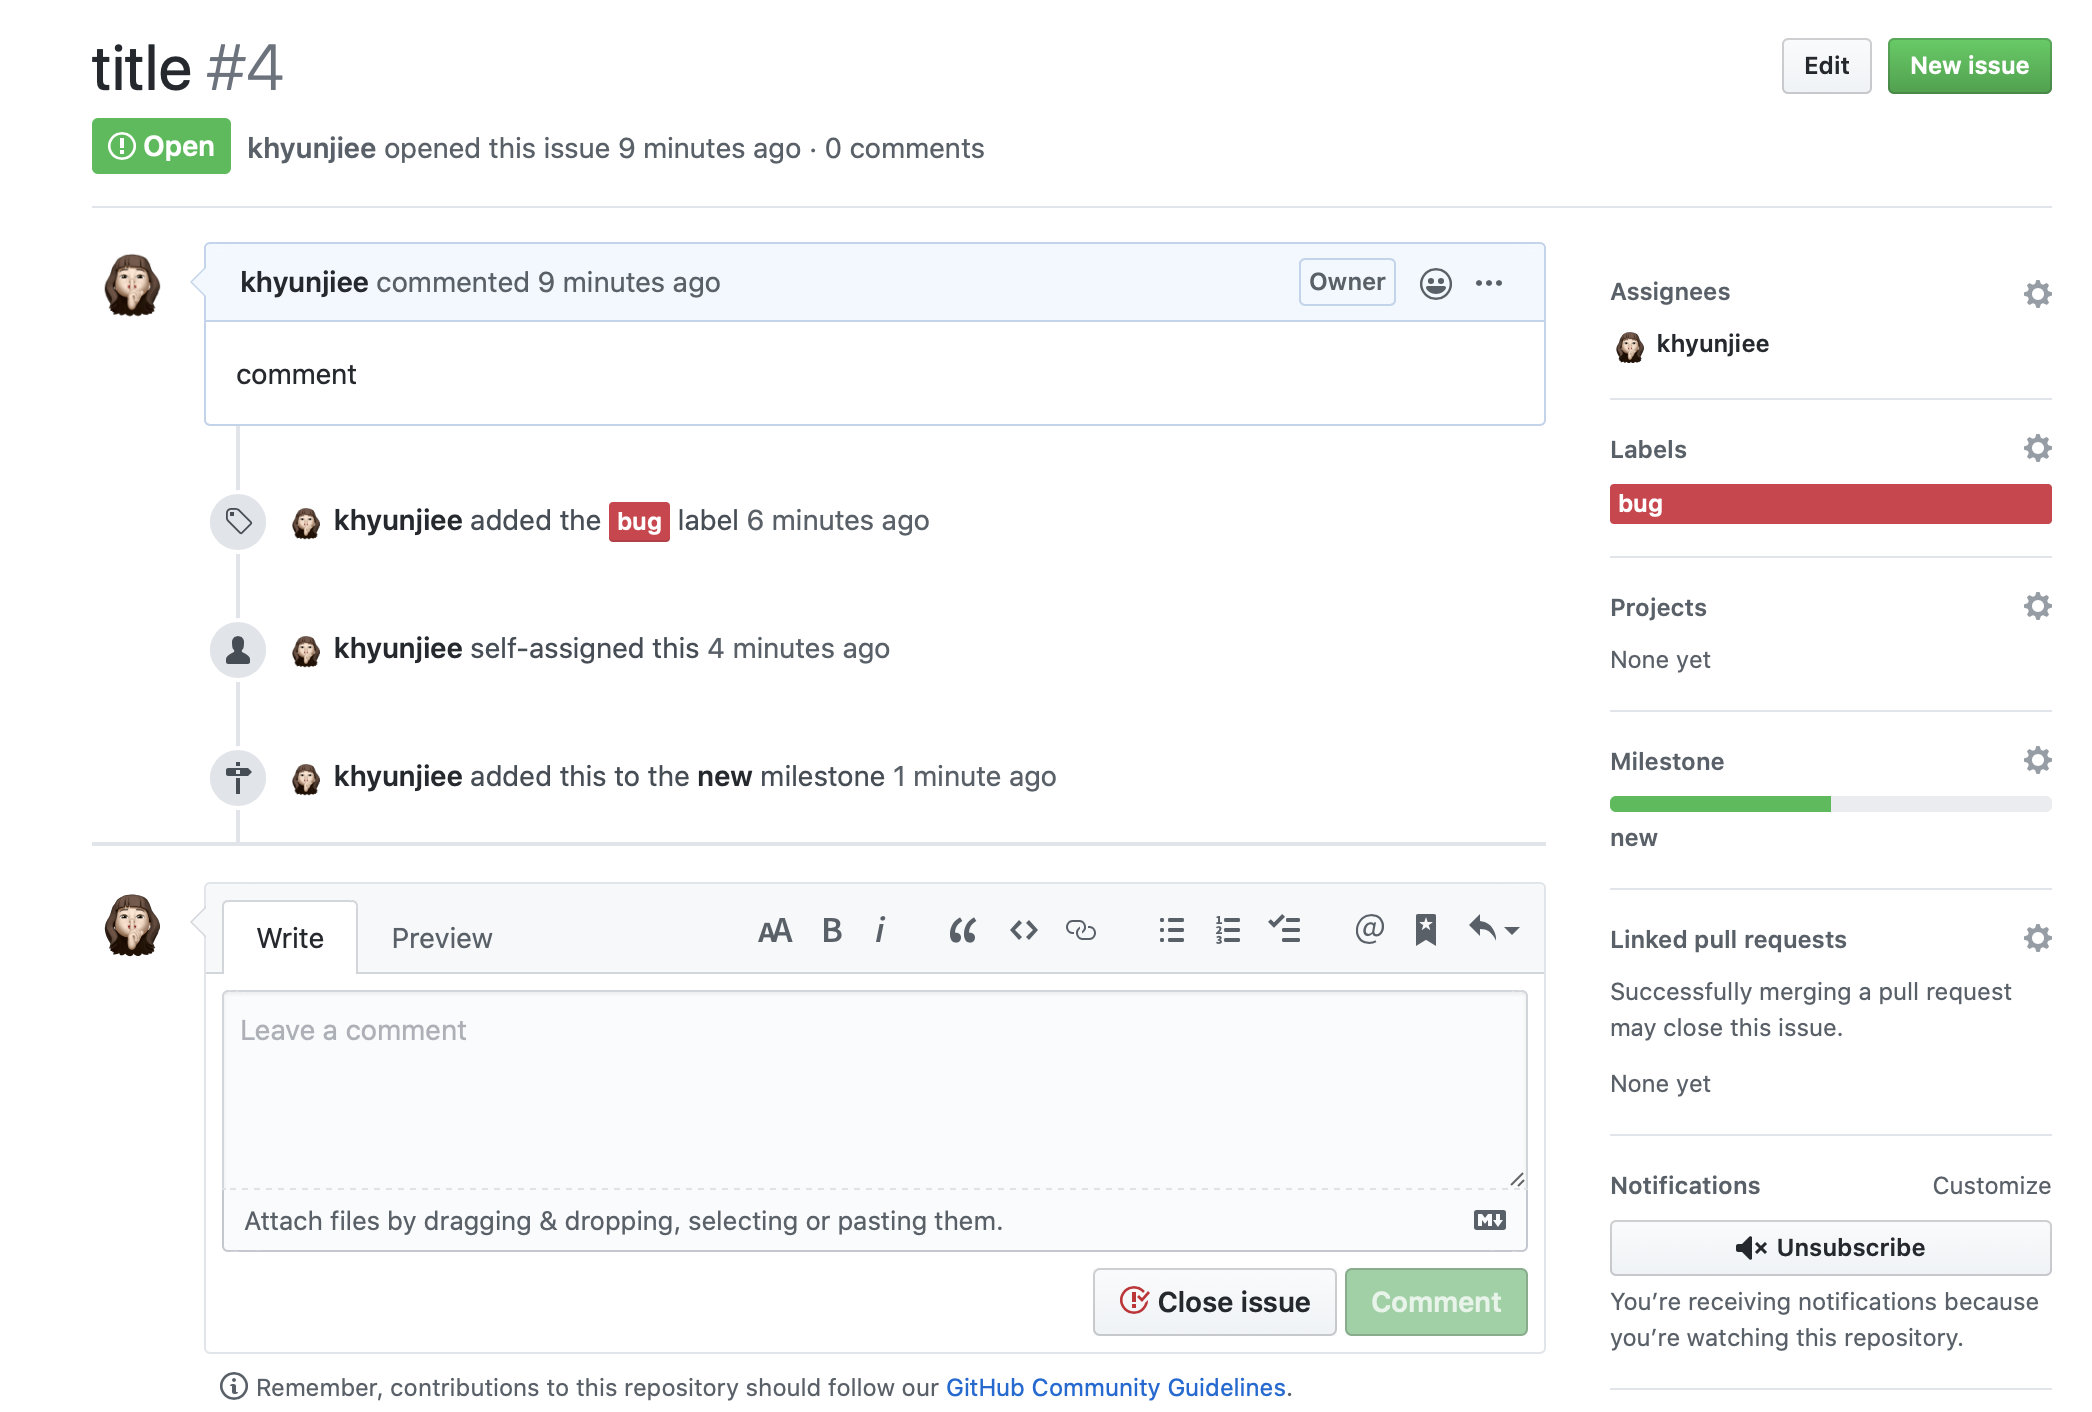 title #4
Edit
New issue
Open
khyunjiee opened this issue 9 minutes ago · 0 comments
khyunjiee commented 9 minutes ago
Owner
comment
khyunjiee added the bug label 6 minutes ago
khyunjiee self-assigned this 4 minutes ago
khyunjiee added this to the new milestone 1 minute ago
Write
Preview
Leave a comment
Attach files by dragging & dropping, selecting or pasting them.
Close issue
Comment
Remember, contributions to this repository should follow our GitHub Community Guidelines.
Assignees
khyunjiee
Labels
bug
Projects
None yet
Milestone
new
Linked pull requests
Successfully merging a pull request
may close this issue.
None yet
Notifications
Customize
Unsubscribe
You’re receiving notifications because
you’re watching this repository.